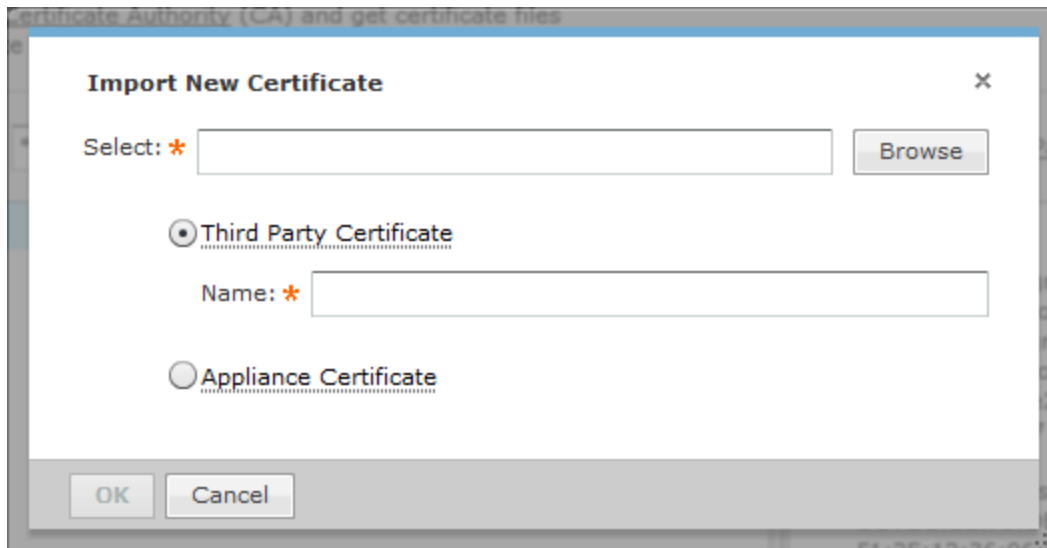 Certificate Authority (CA) and get certificate files
Import New Certificate
×
Select: *
Browse
Third Party Certificate
Name: *
Appliance Certificate
OK
Cancel